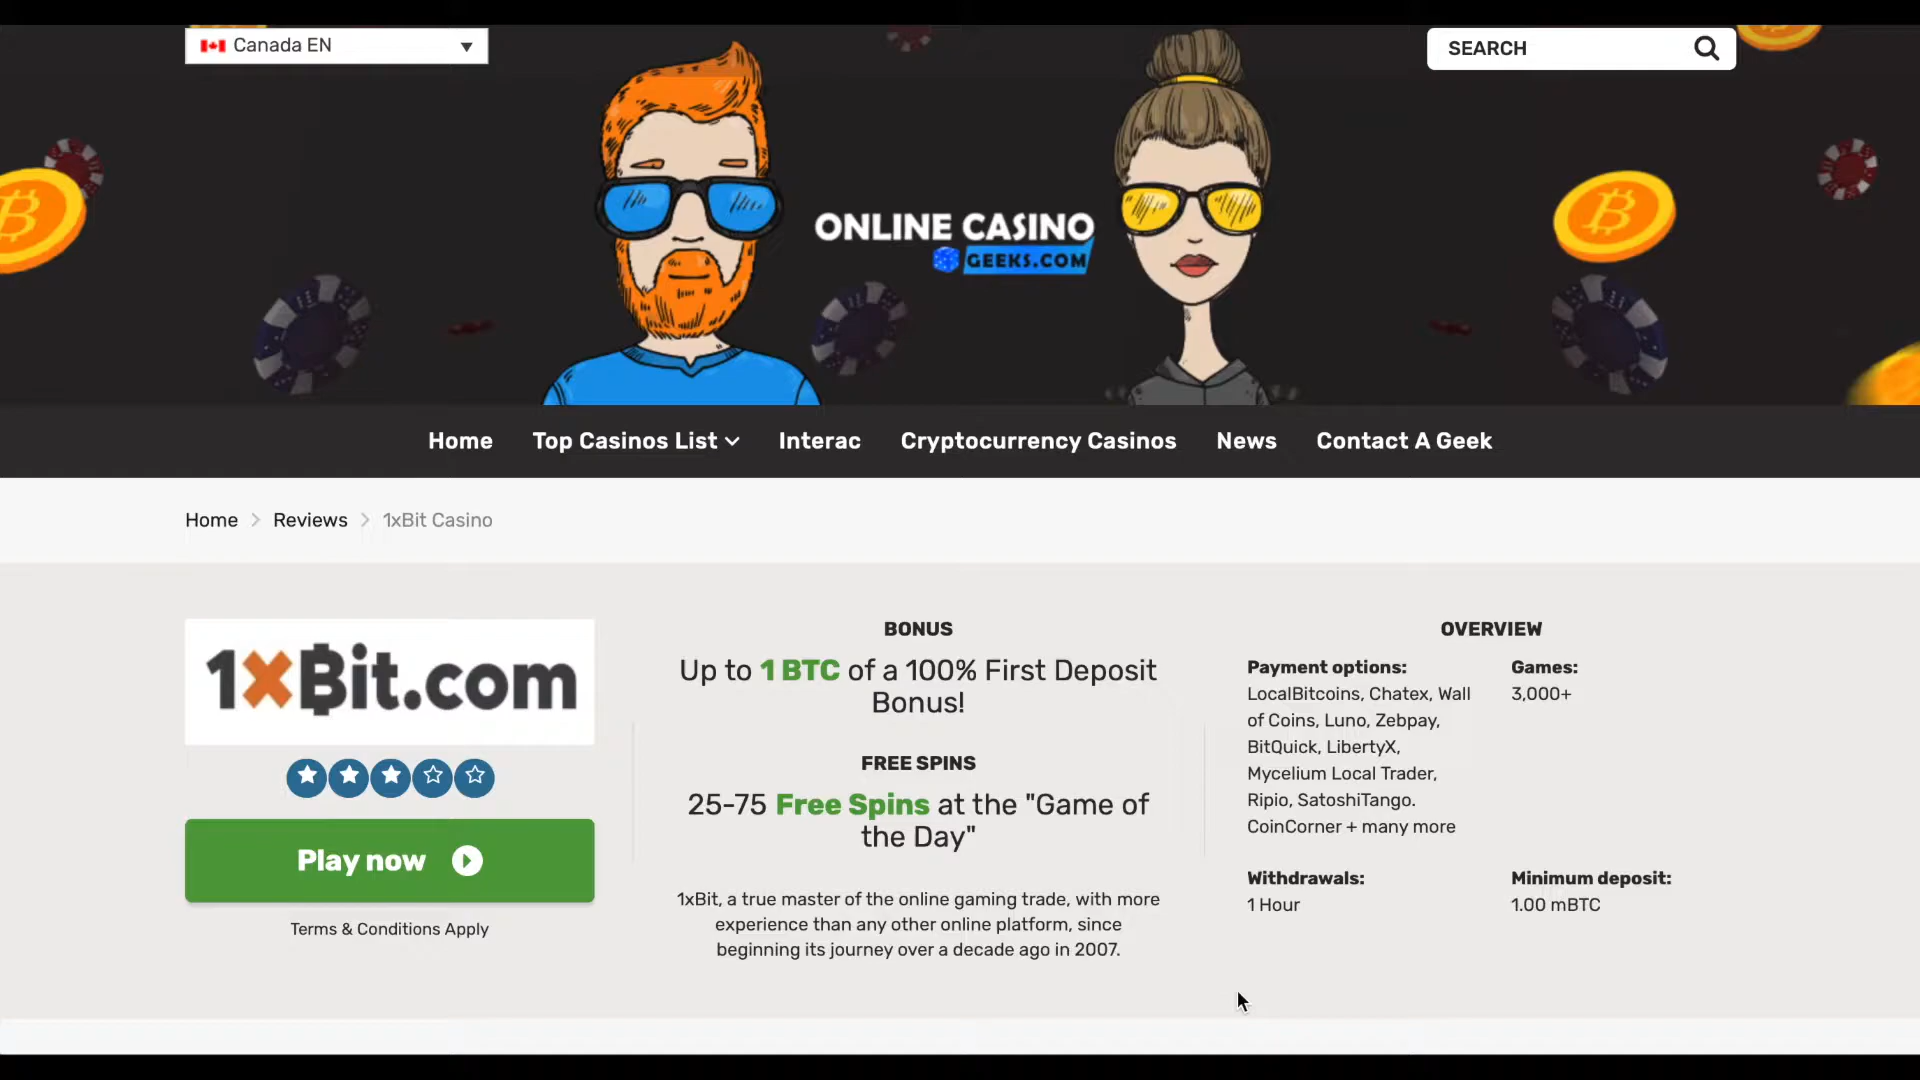 Canada EN
SEARCH
ONLINE CASINO
GEEKS.COM
Home
Top Casinos List
Interac
Cryptocurrency Casinos
News
Contact A Geek
Home > Reviews > 1xBit Casino
1x₿it.com
Play now
Terms & Conditions Apply
BONUS
Up to 1 BTC of a 100% First Deposit
Bonus!
FREE SPINS
25-75 Free Spins at the "Game of
the Day"
1xBit, a true master of the online gaming trade, with more
experience than any other online platform, since
beginning its journey over a decade ago in 2007.
OVERVIEW
Payment options:
LocalBitcoins, Chatex, Wall
of Coins, Luno, Zebpay,
BitQuick, LibertyX,
Mycelium Local Trader,
Ripio, SatoshiTango.
CoinCorner + many more
Games:
3,000+
Withdrawals:
1 Hour
Minimum deposit:
1.00 mBTC